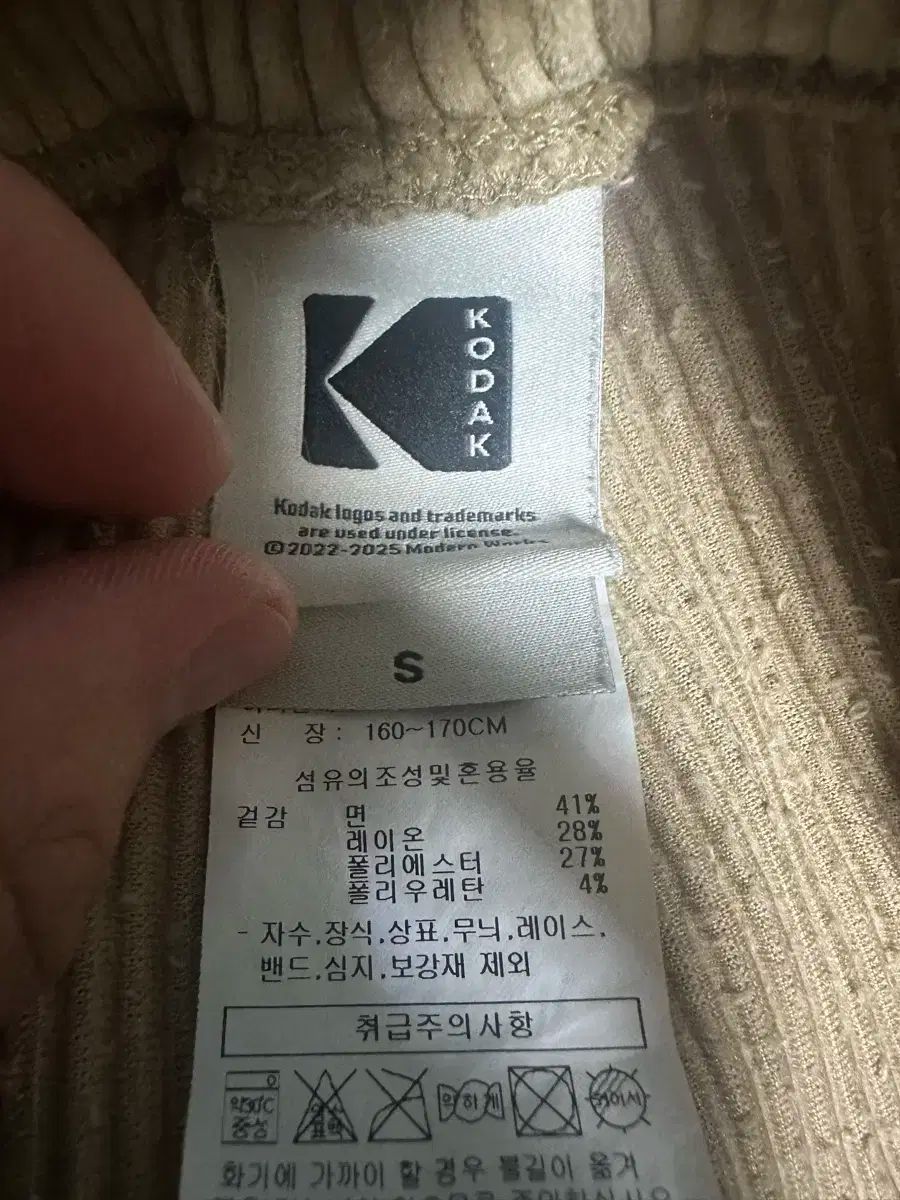 KODAK
Kodak logos and trademarks
are used under license.
©2022-2025 Modern Works
S
신 장 : 160~170CM
섬유의조성및혼용율
겉감 면 41%
레이온 28%
폴리에스터 27%
폴리우레탄 4%
- 자수.장식.상표.무늬.레이스.
밴드.심지.보강재 제외
취급주의사항
약30℃
중성
약하게
화기에 가까이 할 경우 불길이 옮겨